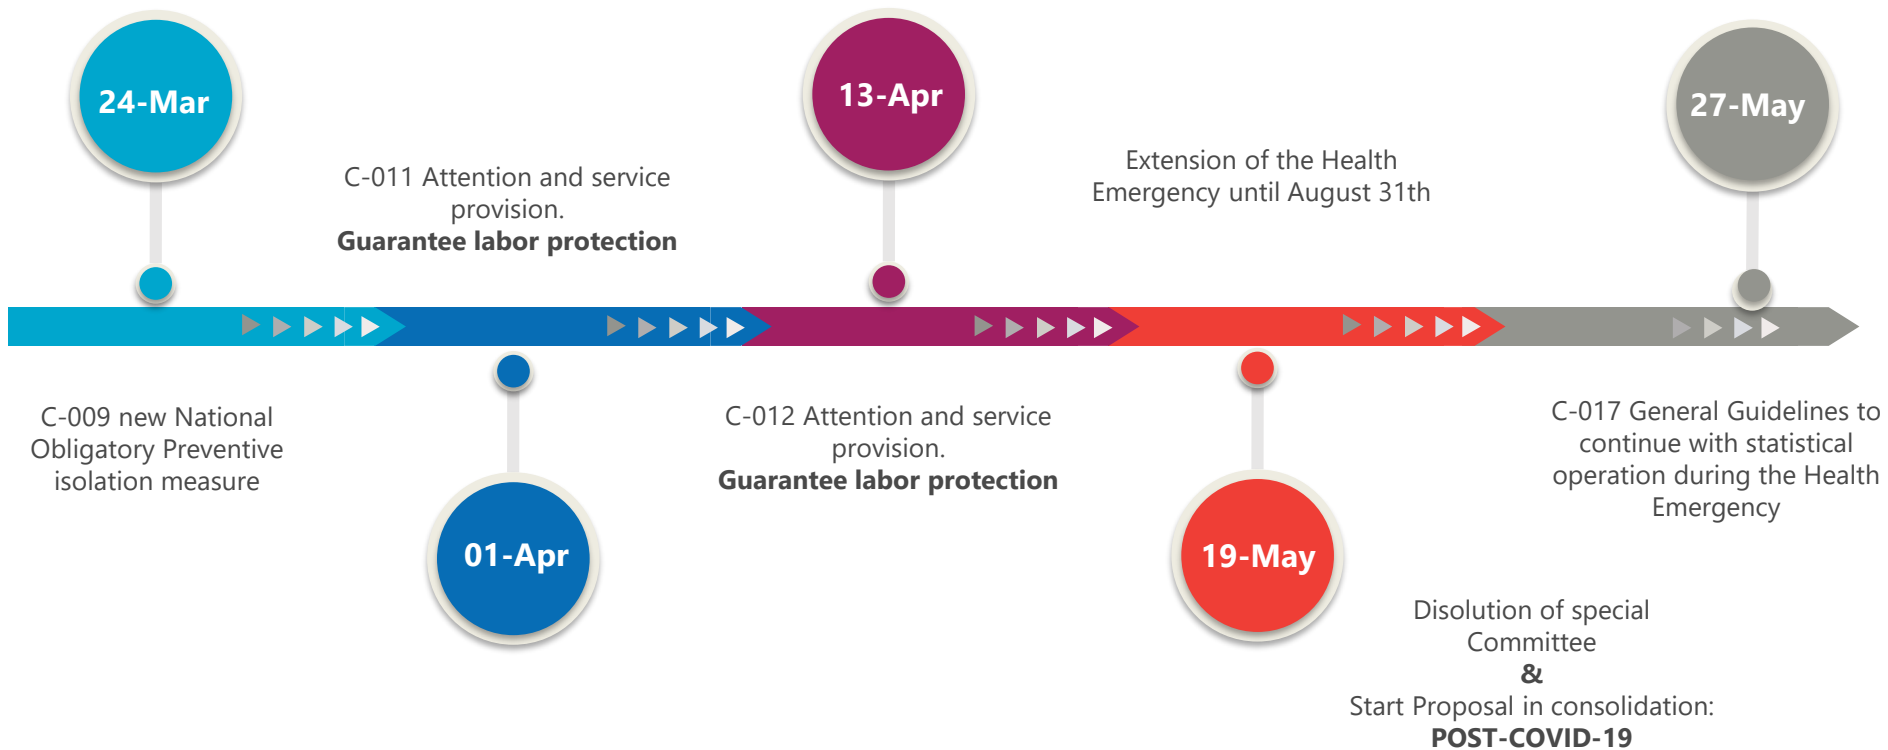 24-Mar
C-009 new National
Obligatory Preventive
isolation measure
C-011 Attention and service
provision.
Guarantee labor protection
01-Apr
13-Apr
C-012 Attention and service
provision.
Guarantee labor protection
Extension of the Health
Emergency until August 31th
19-May
27-May
C-017 General Guidelines to
continue with statistical
operation during the Health
Emergency
Disolution of special
Committee
&
Start Proposal in consolidation:
POST-COVID-19